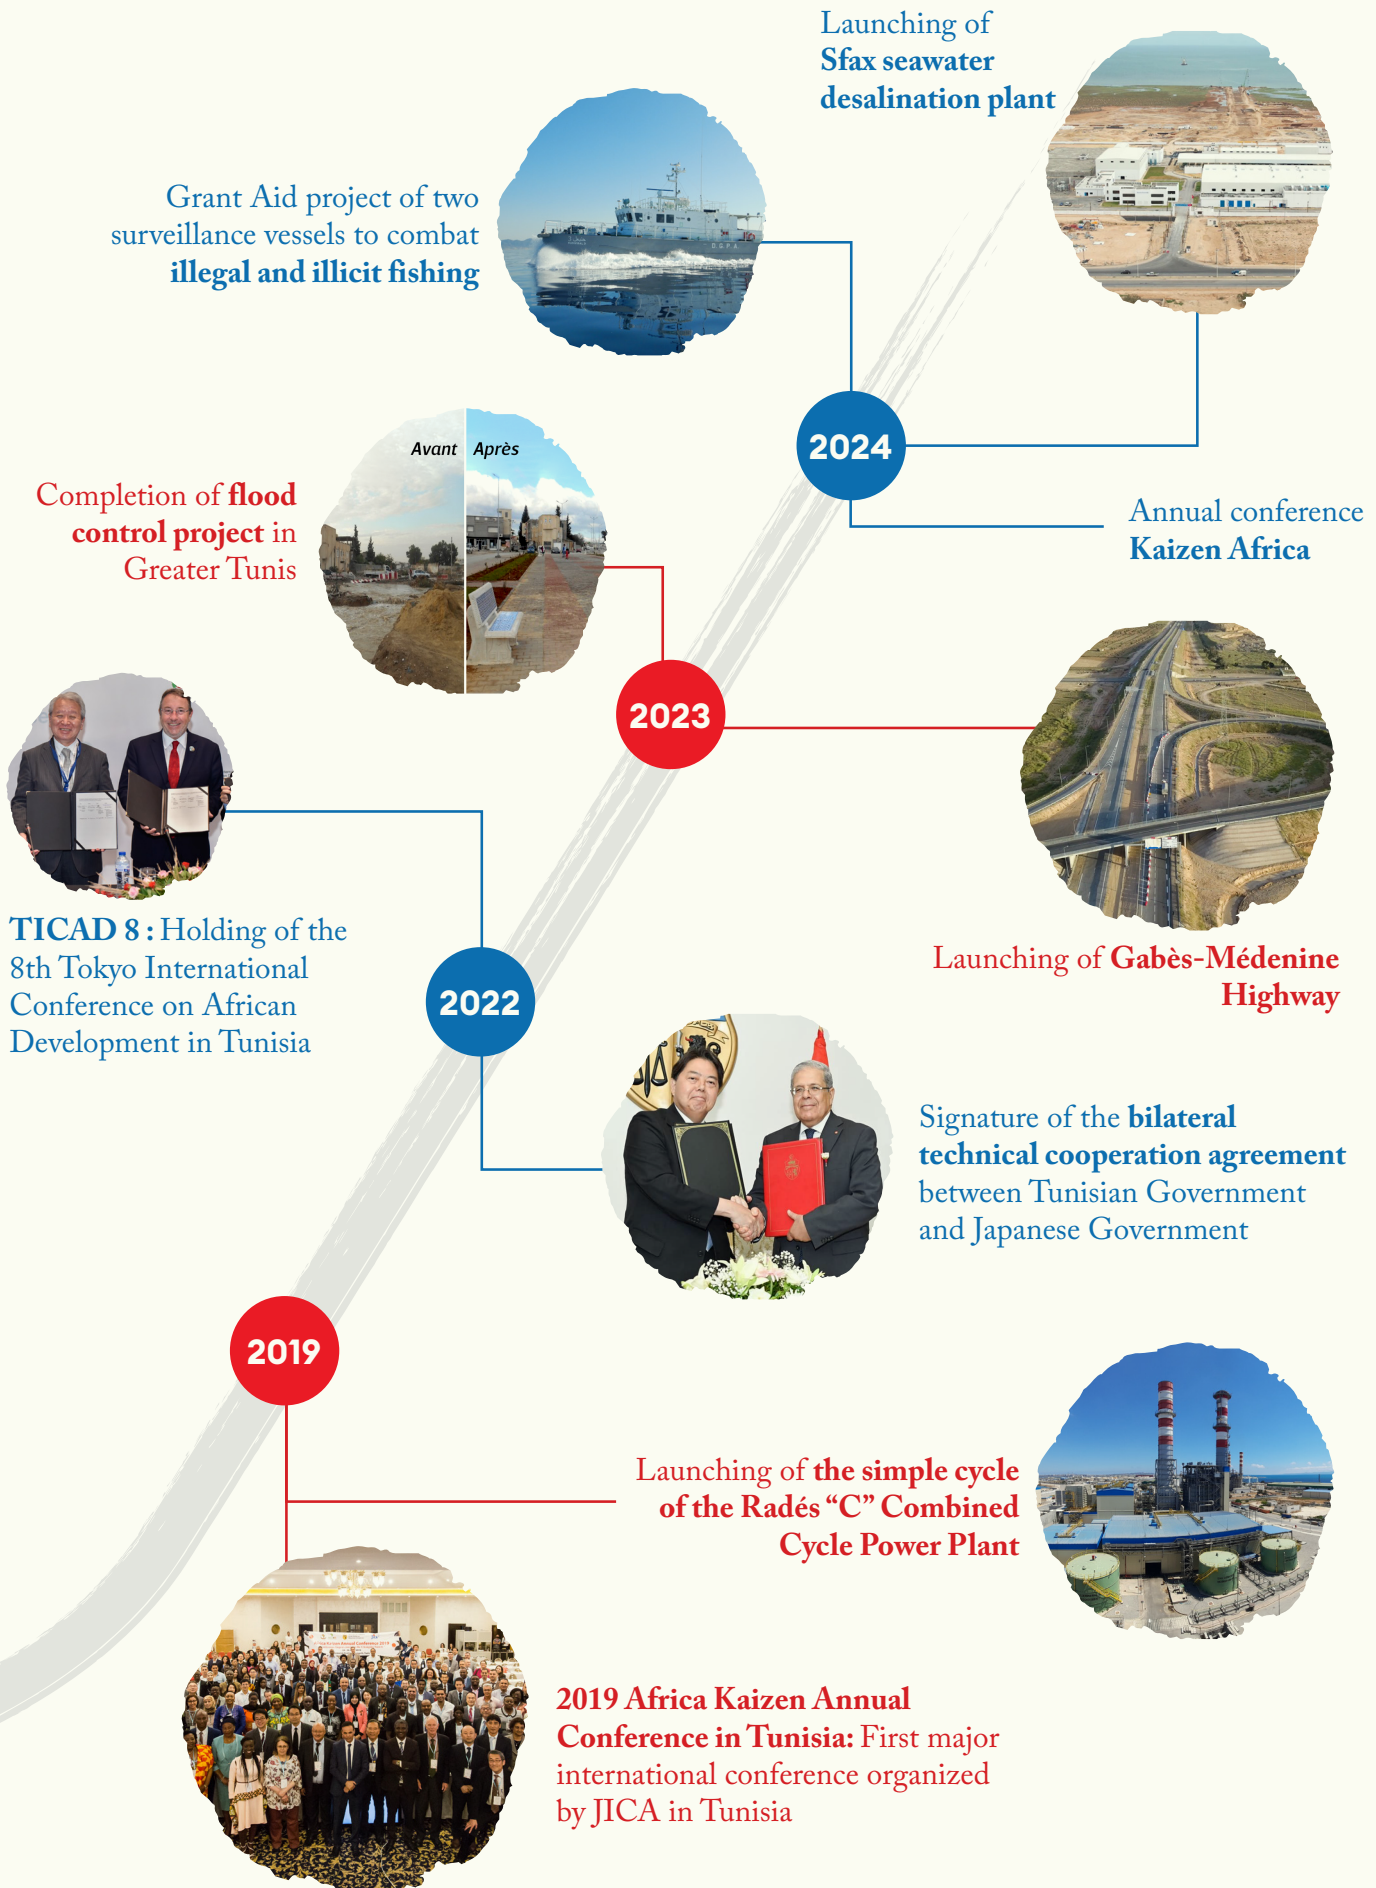 Launching of
Sfax seawater
desalination plant
Grant Aid project of two
surveillance vessels to combat
illegal and illicit fishing
D.G.P.A
2024
Avant Après
Completion of flood
control project in
Greater Tunis
Annual conference
Kaizen Africa
2023
Launching of Gabès-Médenine
Highway
TICAD 8 : Holding of the
8th Tokyo International
Conference on African
Development in Tunisia
2022
Signature of the bilateral
technical cooperation agreement
between Tunisian Government
and Japanese Government
2019
Launching of the simple cycle
of the Radés “C” Combined
Cycle Power Plant
Kaizen Annual Conference 2019
2019 Africa Kaizen Annual
Conference in Tunisia: First major
international conference organized
by JICA in Tunisia